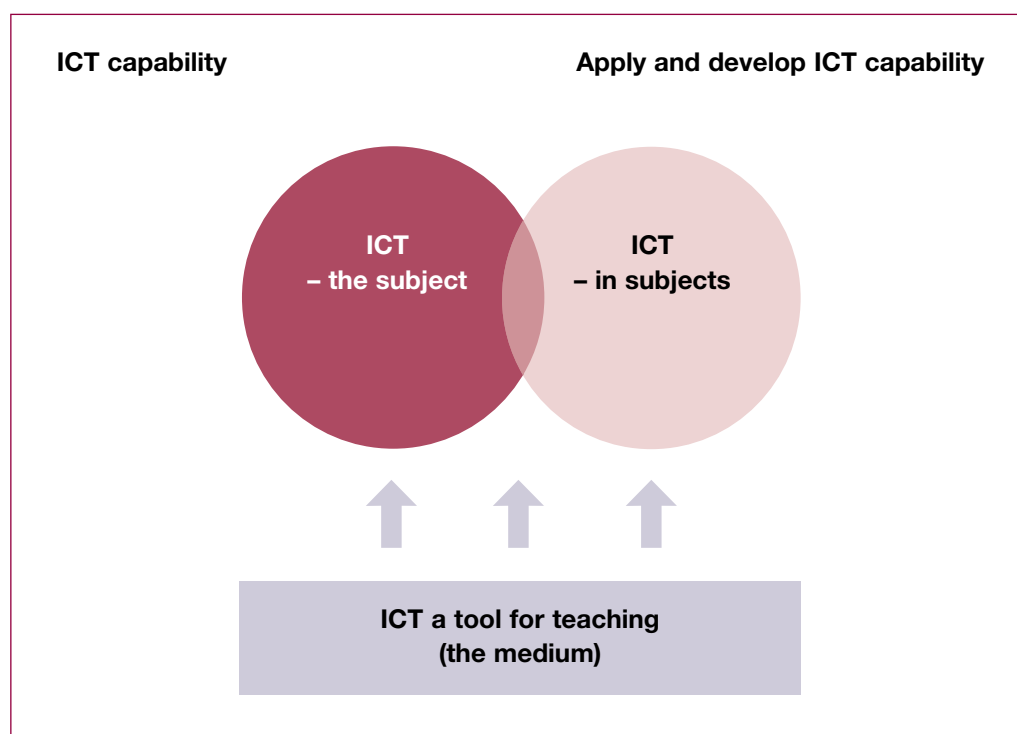 ICT capability
Apply and develop ICT capability
ICT
– the subject
ICT
– in subjects
ICT a tool for teaching
(the medium)